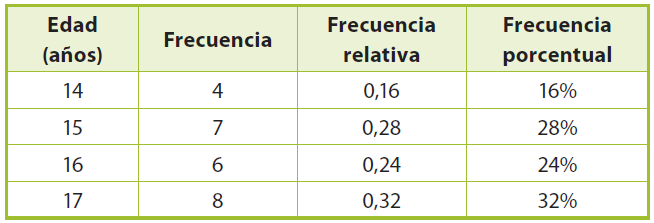 Edad (años) Frecuencia Frecuencia relativa Frecuencia porcentual
14 4 0,16 16%
15 7 0,28 28%
16 6 0,24 24%
17 8 0,32 32%